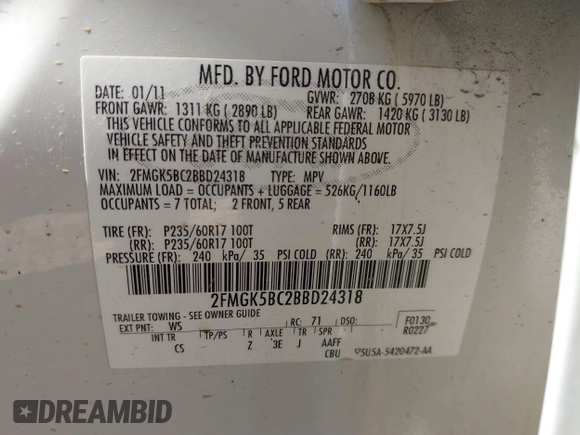 MFD. BY FORD MOTOR CO.
DATE: 01/11 GVWR: 2708 KG ( 5970 LB)
FRONT GAWR: 1311 KG ( 2890 LB) REAR GAWR: 1420 KG ( 3130 LB)
THIS VEHICLE CONFORMS TO ALL APPLICABLE FEDERAL MOTOR
VEHICLE SAFETY AND THEFT PREVENTION STANDARDS
IN EFFECT ON THE DATE OF MANUFACTURE SHOWN ABOVE.
VIN: 2FMGK5BC2BBD24318 TYPE: MPV
MAXIMUM LOAD = OCCUPANTS + LUGGAGE = 526KG/1160LB
OCCUPANTS = 7 TOTAL: 2 FRONT, 5 REAR
TIRE (FR): P235/60R17 100T RIMS (FR): 17X7.5J
(RR): P235/60R17 100T (RR): 17X7.5J
PRESSURE (FR): 240 kPa/ 35 PSI COLD (RR): 240 kPa/ 35 PSI COLD
2FMGK5BC2BBD24318
TRAILER TOWING - SEE OWNER GUIDE
EXT PNT: WS RC: 71 DSO: F0130
R0227
INT TR TP/PS R AXLE TR SPR
CS Z 3E J AAFF
CBU 5U5A-5420472-AA
DREAMBID